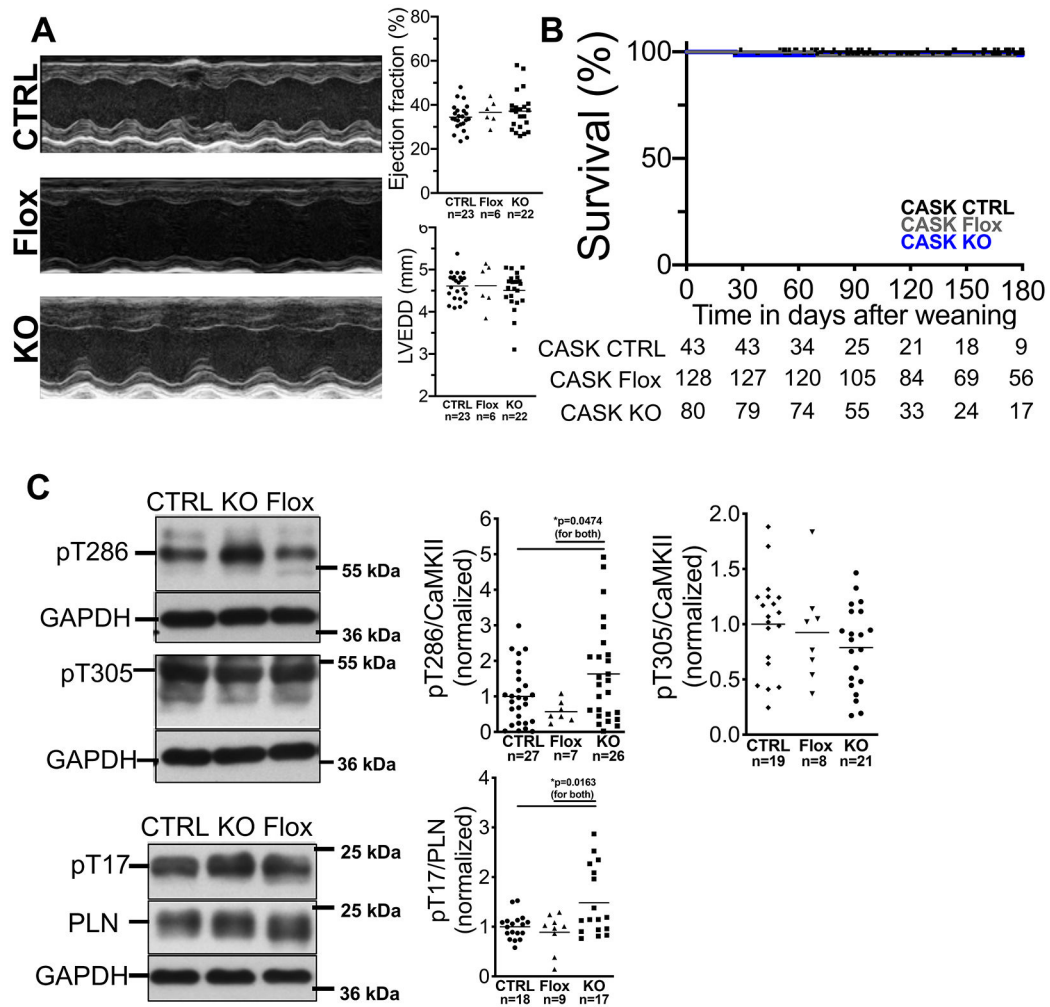 A
CTRL
Flox
KO
Ejection fraction (%)
80
60
40
20
0
CTRL Flox KO
n=23 n=6 n=22
LVEDD (mm)
6
5
4
3
2
CTRL Flox KO
n=23 n=6 n=22
B
Survival (%)
100
50
0
CASK CTRL
CASK Flox
CASK KO
0 30 60 90 120 150 180
Time in days after weaning
CASK CTRL 43 43 34 25 21 18 9
CASK Flox 128 127 120 105 84 69 56
CASK KO 80 79 74 55 33 24 17
C
CTRL KO Flox
pT286
55 kDa
GAPDH
36 kDa
pT305
55 kDa
GAPDH
36 kDa
pT286/CaMKII
(normalized)
6
5
4
3
2
1
0
*p=0.0474
(for both)
CTRL Flox KO
n=27 n=7 n=26
pT305/CaMKII
(normalized)
2.0
1.5
1.0
0.5
0.0
CTRL Flox KO
n=19 n=8 n=21
CTRL KO Flox
pT17
25 kDa
PLN
25 kDa
GAPDH
36 kDa
pT17/PLN
(normalized)
4
3
2
1
0
*p=0.0163
(for both)
CTRL Flox KO
n=18 n=9 n=17